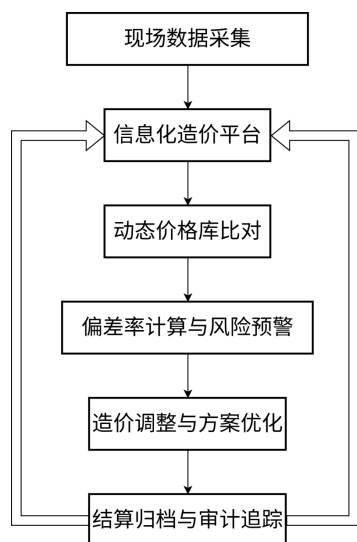 现场数据采集
信息化造价平台
动态价格库比对
偏差率计算与风险预警
造价调整与方案优化
结算归档与审计追踪